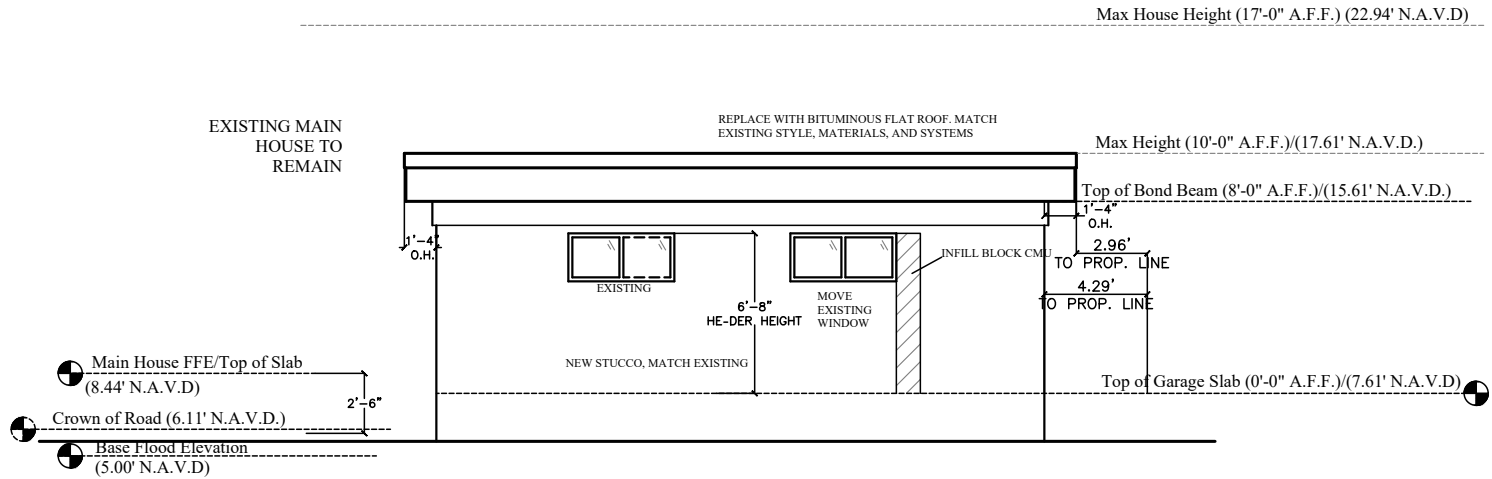 Max House Height (17'-0" A.F.F.) (22.94' N.A.V.D)
EXISTING MAIN
HOUSE TO
REMAIN
REPLACE WITH BITUMINOUS FLAT ROOF. MATCH
EXISTING STYLE, MATERIALS, AND SYSTEMS
Max Height (10'-0" A.F.F.)/(17.61' N.A.V.D.)
Top of Bond Beam (8'-0" A.F.F.)/(15.61' N.A.V.D.)
1'-4"
O.H.
1'-4"
O.H.
2.96'
TO PROP. LINE
INFILL BLOCK CMU
4.29'
TO PROP. LINE
EXISTING
MOVE
EXISTING
WINDOW
6'-8"
HE-DER HEIGHT
NEW STUCCO, MATCH EXISTING
Main House FFE/Top of Slab
(8.44' N.A.V.D)
2'-6"
Top of Garage Slab (0'-0" A.F.F.)/(7.61' N.A.V.D)
Crown of Road (6.11' N.A.V.D.)
Base Flood Elevation
(5.00' N.A.V.D)